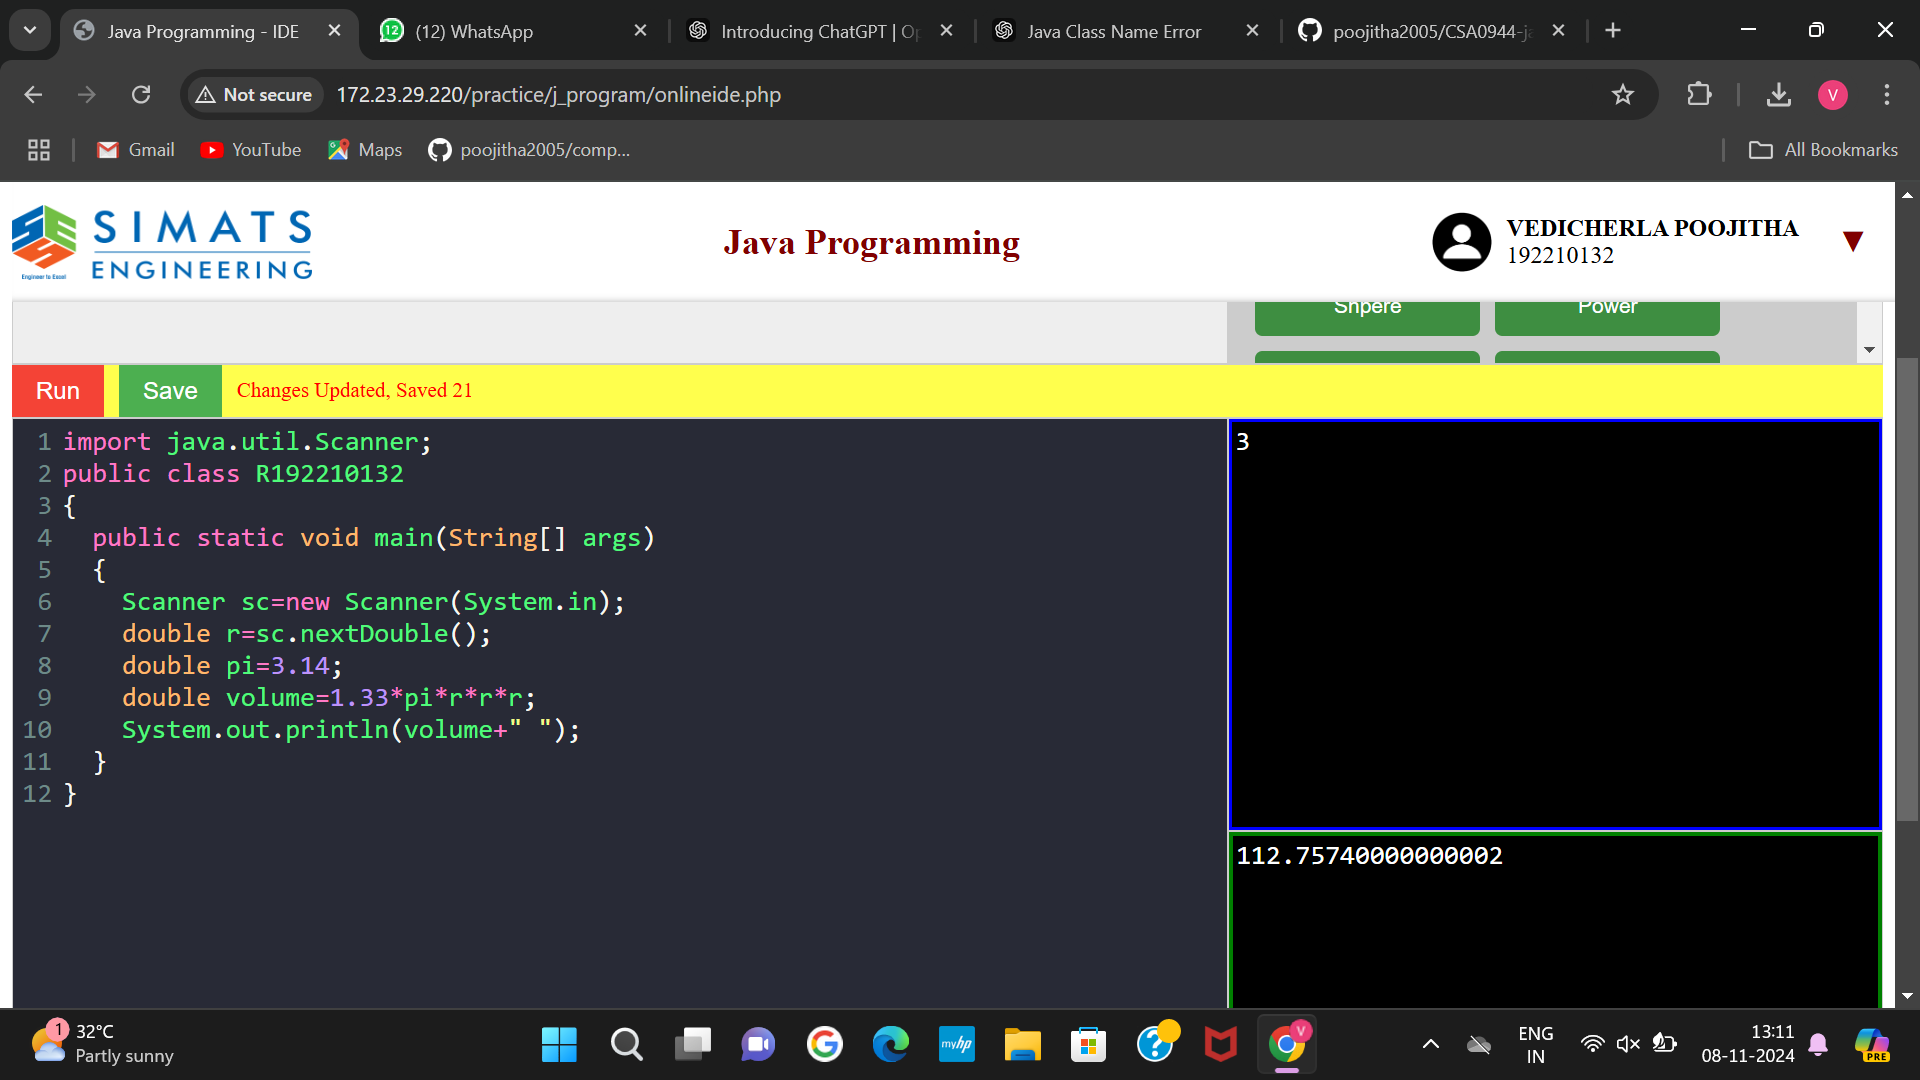 Java Programming - IDE
12 (12) WhatsApp
Introducing ChatGPT | Op
Java Class Name Error
poojitha2005/CSA0944-ja
Not secure 172.23.29.220/practice/j_program/onlineide.php
V
Gmail YouTube Maps poojitha2005/comp... All Bookmarks
SIMATS
ENGINEERING
Engineer to Excel
Java Programming
VEDICHERLA POOJITHA
192210132
Shpere Power
Run Save Changes Updated, Saved 21
1 import java.util.Scanner;
2 public class R192210132
3 {
4 public static void main(String[] args)
5 {
6 Scanner sc=new Scanner(System.in);
7 double r=sc.nextDouble();
8 double pi=3.14;
9 double volume=1.33*pi*r*r*r;
10 System.out.println(volume+" ");
11 }
12 }
3
112.75740000000002
1 32°C
Partly sunny
myhp
V
ENG
IN
13:11
08-11-2024
PRE